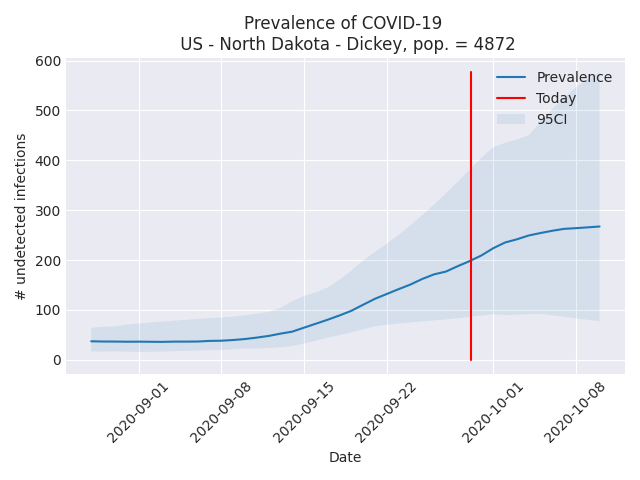 Prevalence of COVID-19
US - North Dakota - Dickey, pop. = 4872
600
500
400
300
200
100
0
# undetected infections
Prevalence
Today
95CI
2020-09-01
2020-09-08
2020-09-15
2020-09-22
2020-10-01
2020-10-08
Date